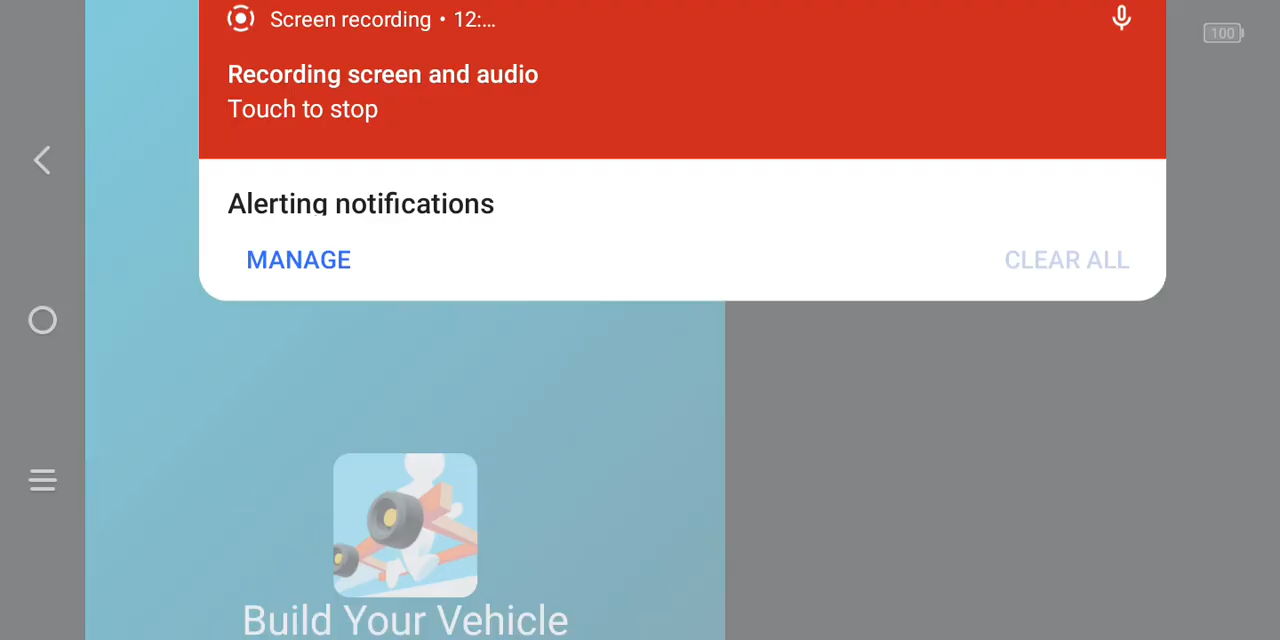 Screen recording • 12:...
100
Recording screen and audio
Touch to stop
Alerting notifications
MANAGE
CLEAR ALL
Build Your Vehicle